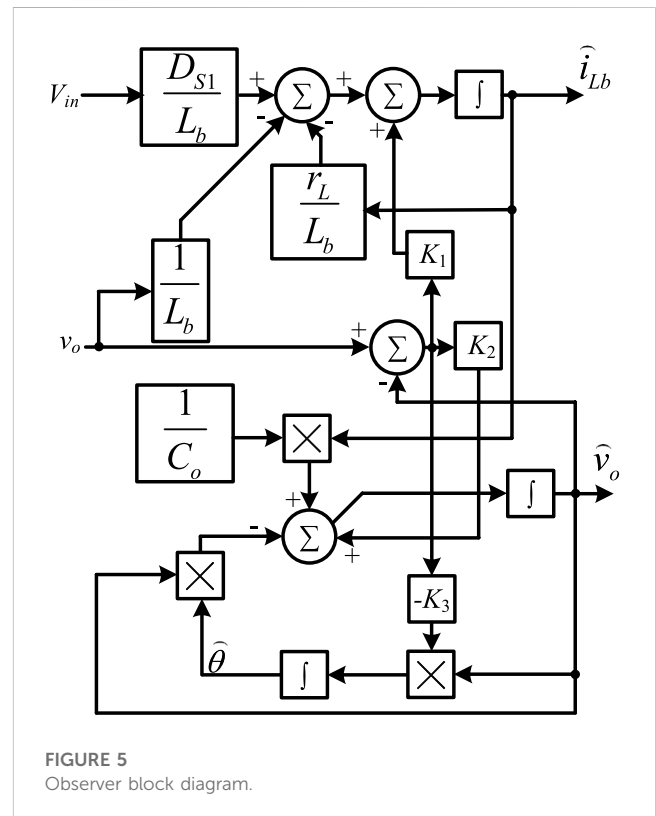 V_in D_S1/L_b + Σ + Σ ∫ î_Lb
- - +
r_L/L_b
1/L_b K_1
v_o + Σ K_2
-
1/C_o × v̂_o
+ ∫
- Σ +
×
-K_3
θ̂ ∫ ×
FIGURE 5
Observer block diagram.